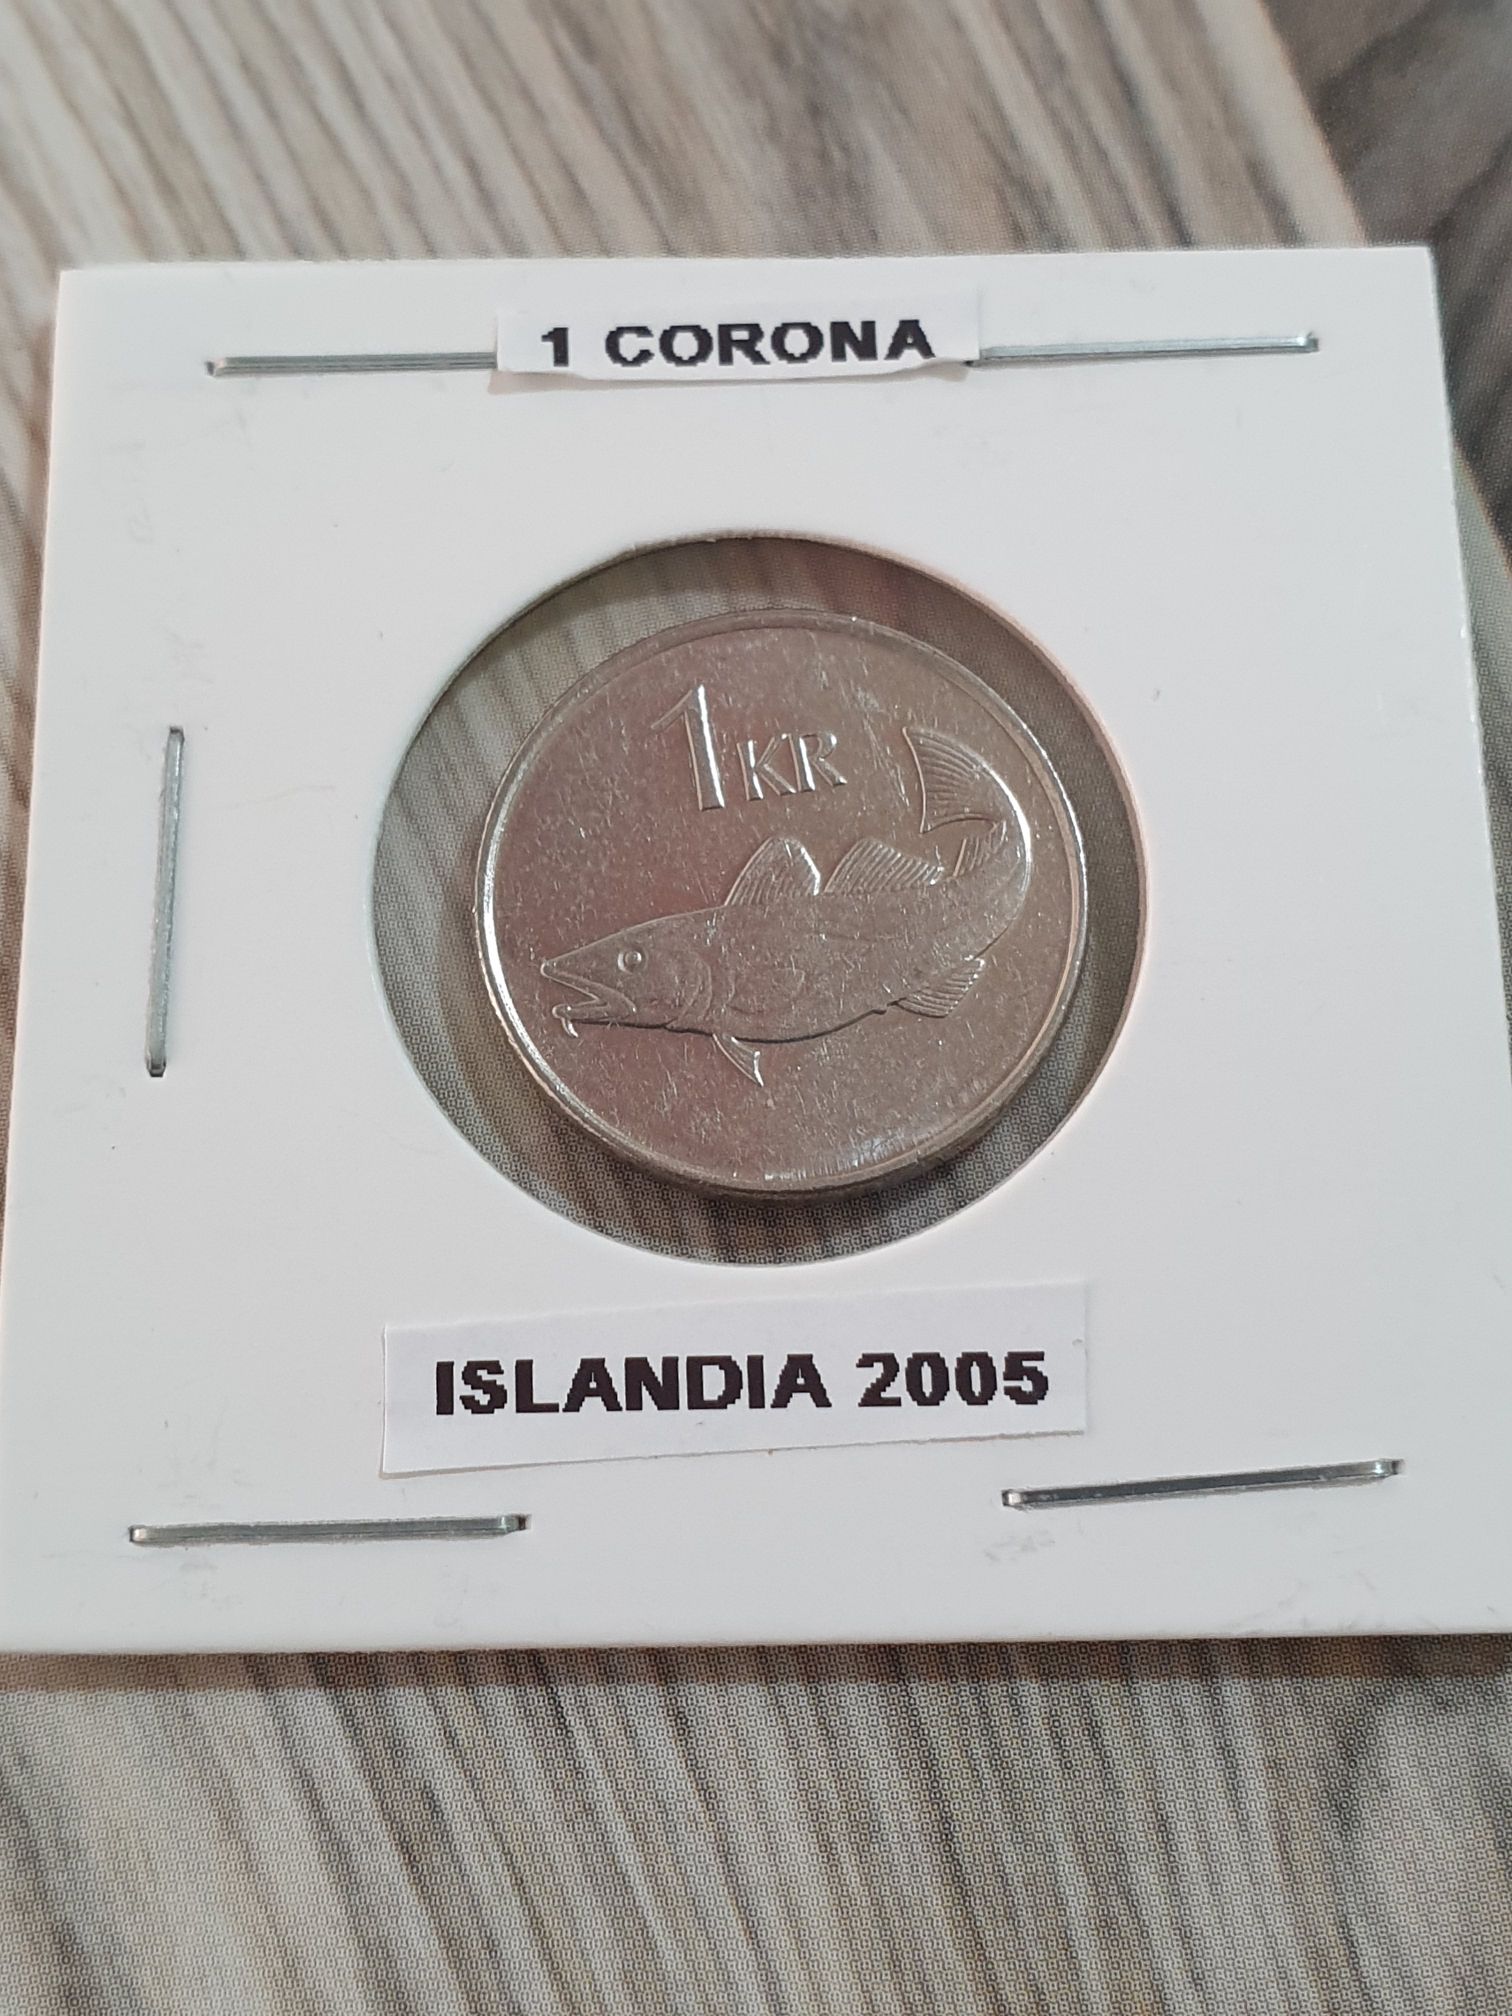 1 CORONA
1 KR
ISLANDIA 2005